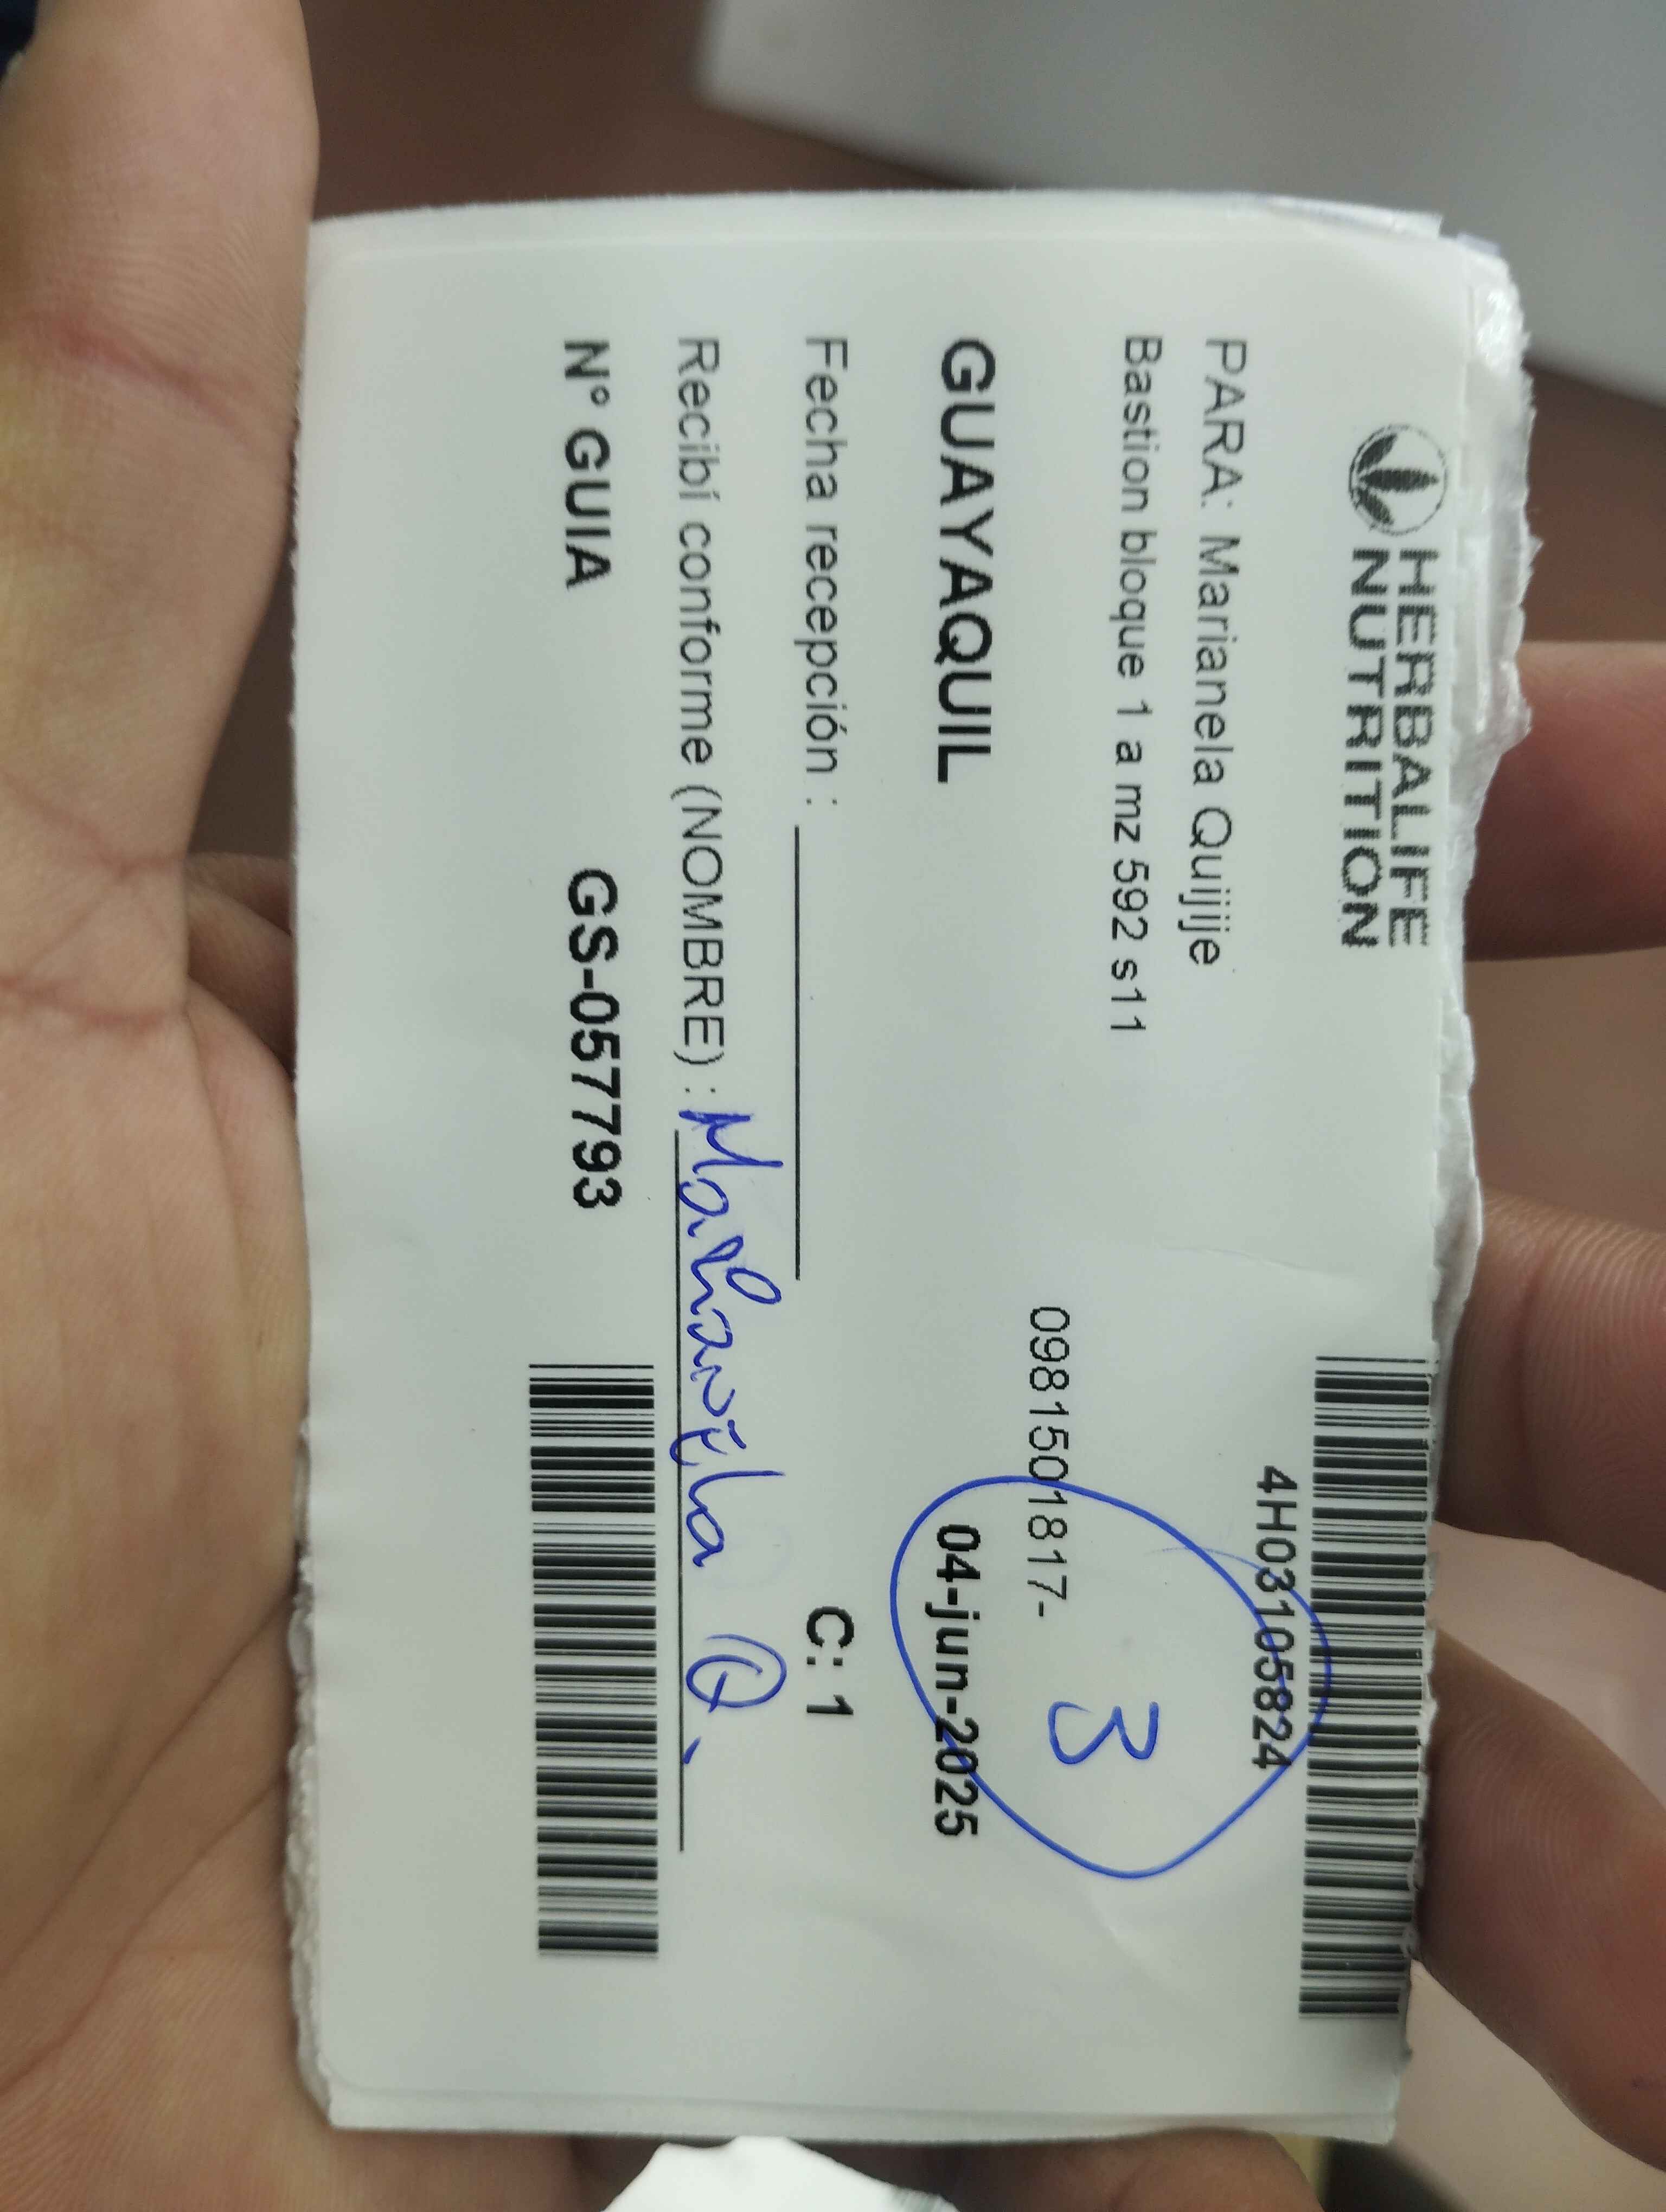 HERBALIFE
NUTRITION
4H03105824
PARA: Marianela Quijije
Bastion bloque 1 a mz 592 s11
3
0981501817-
GUAYAQUIL
04-jun-2025
Fecha recepción :
C: 1
Recibí conforme (NOMBRE) : Marianela Q.
N° GUIA
GS-057793